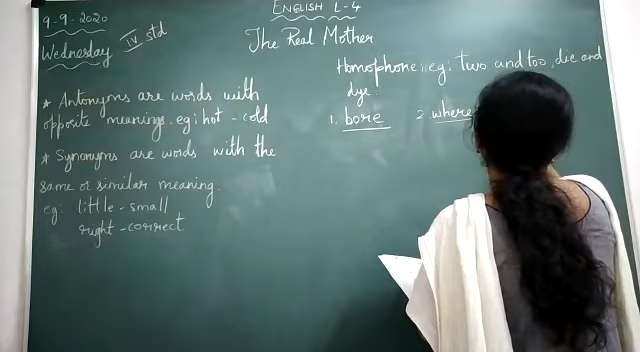 ENGLISH L-4
9-9-2020
Wednesday IV std
The Real Mother
* Antonyms are words with
opposite meanings. eg: hot - cold
* Synonyms are words with the
same or similar meaning.
eg: little - small
right - correct
Homophone: eg: two and too, die and
dye.
1. bore 2. where